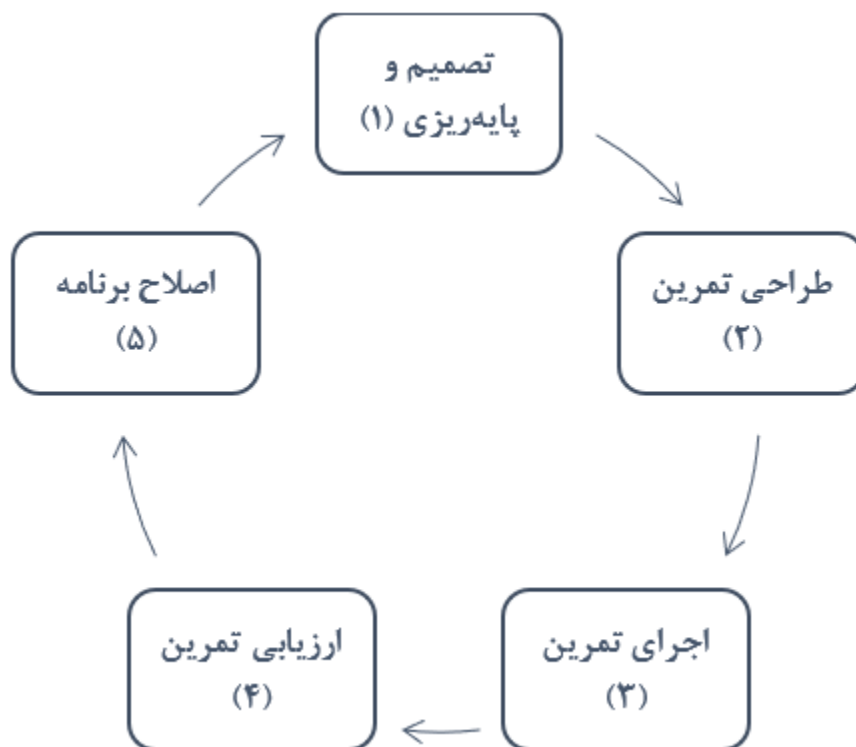 تصمیم و
پایه‌ریزی (۱)
طراحی تمرین
(۲)
اجرای تمرین
(۳)
ارزیابی تمرین
(۴)
اصلاح برنامه
(۵)